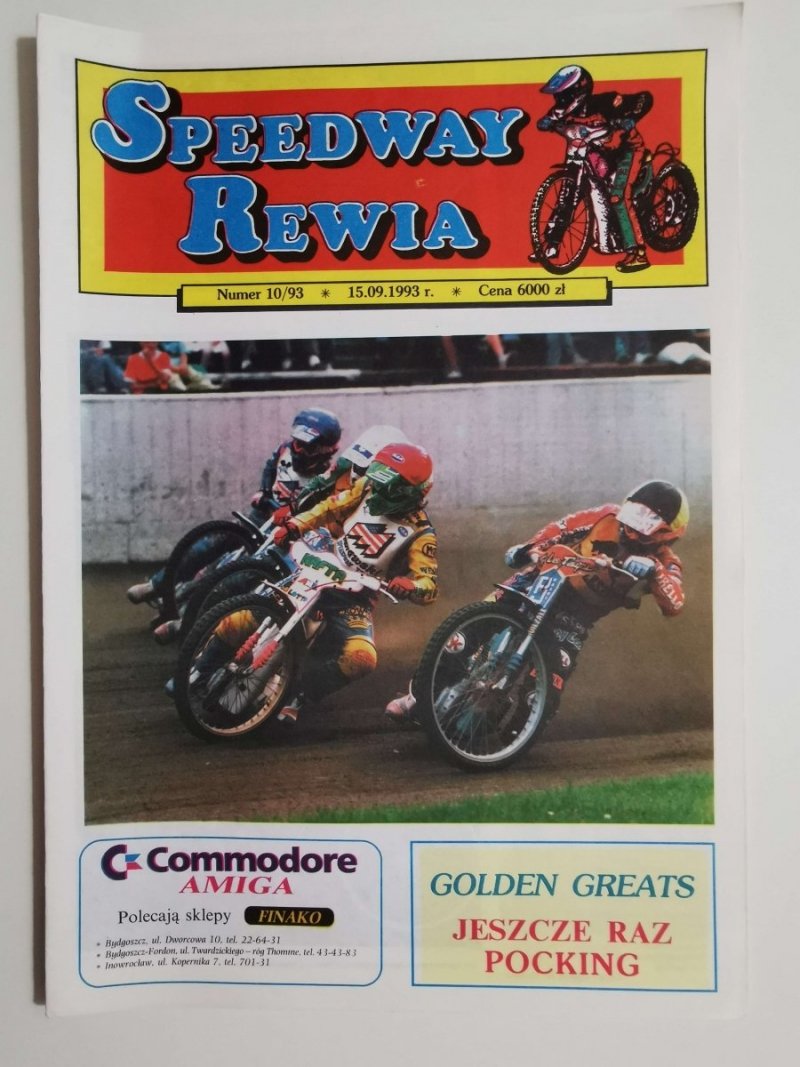 SPEEDWAY
REWIA
Numer 10/93 * 15.09.1993 r. * Cena 6000 zł
NAFTA
Commodore
AMIGA
Polecają sklepy FINAKO
* Bydgoszcz, ul. Dworcowa 10, tel. 22-64-31
* Bydgoszcz-Fordon, ul. Twardzickiego – róg Thomme, tel. 43-43-83
* Inowrocław, ul. Kopernika 7, tel. 701-31
GOLDEN GREATS
JESZCZE RAZ
POCKING